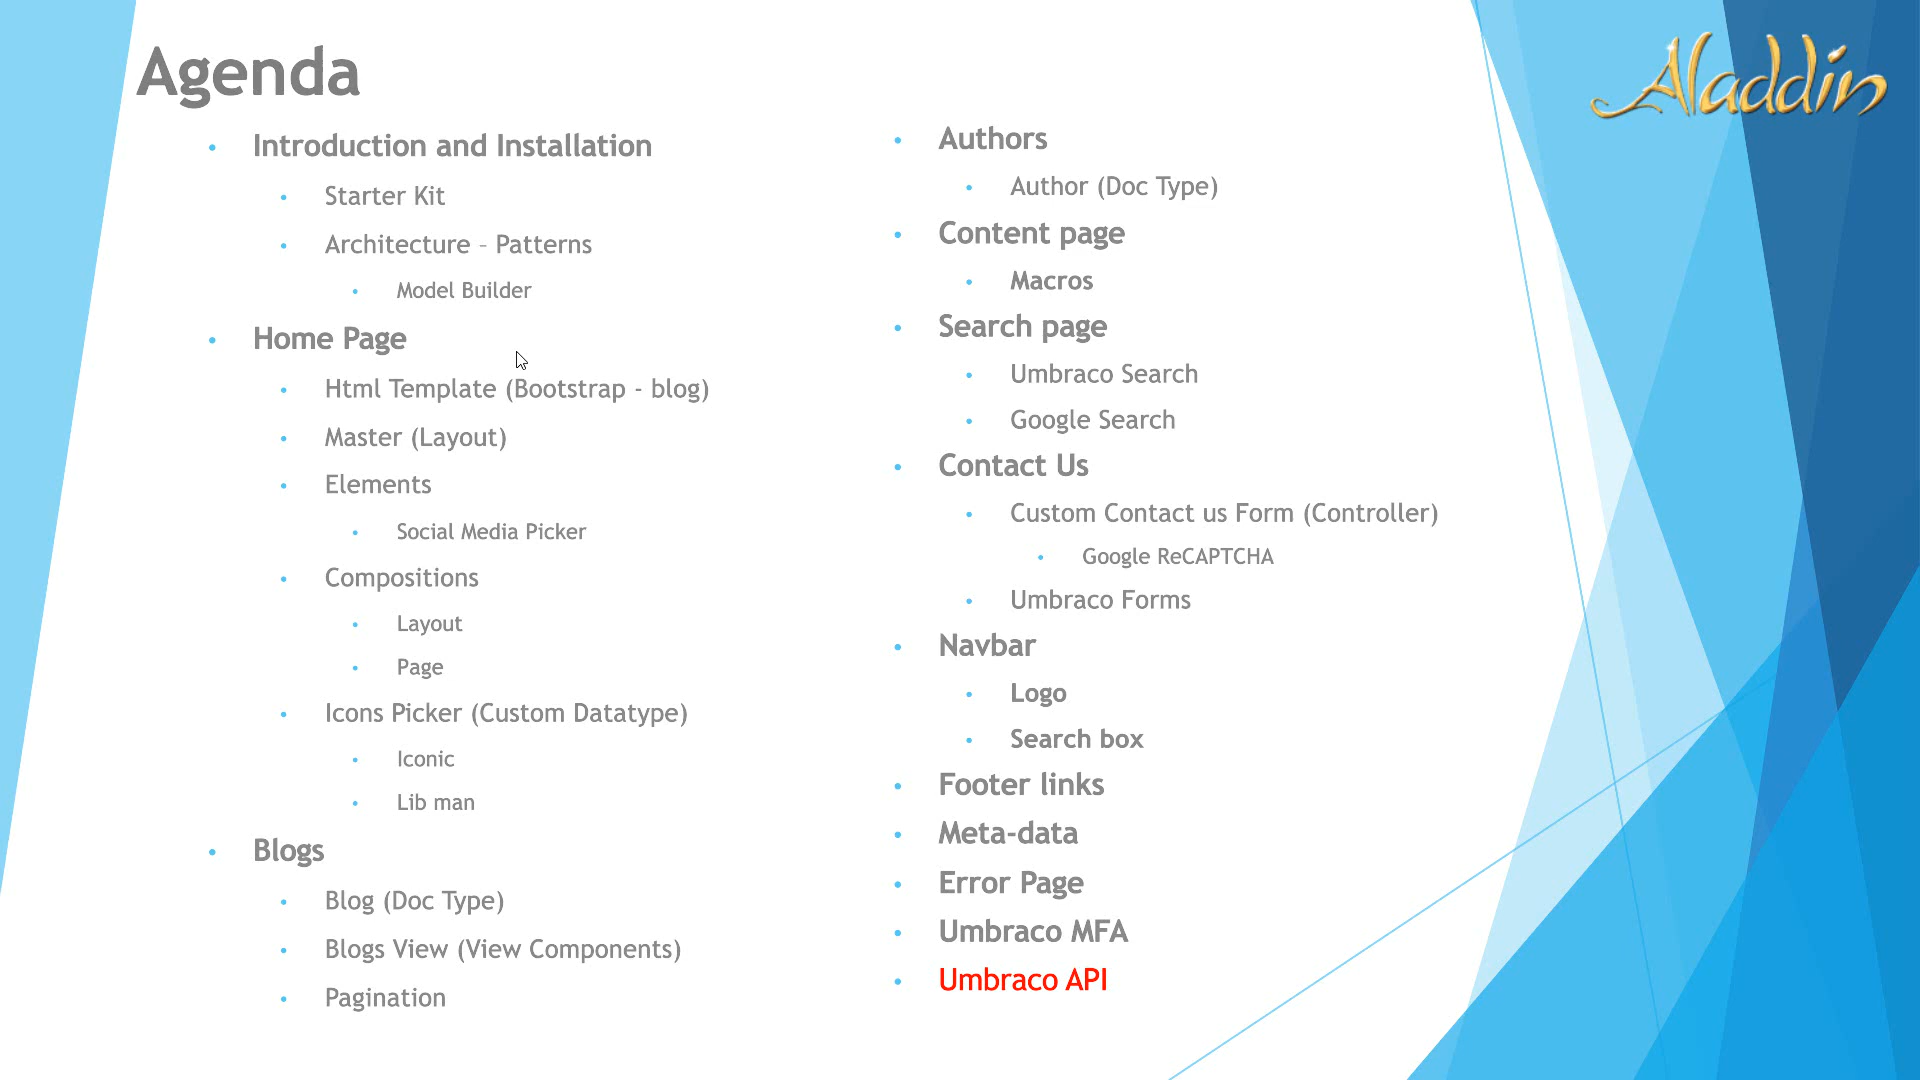 Agenda
Aladdin
Introduction and Installation
Starter Kit
Architecture – Patterns
Model Builder
Home Page
Html Template (Bootstrap - blog)
Master (Layout)
Elements
Social Media Picker
Compositions
Layout
Page
Icons Picker (Custom Datatype)
Iconic
Lib man
Blogs
Blog (Doc Type)
Blogs View (View Components)
Pagination
Authors
Author (Doc Type)
Content page
Macros
Search page
Umbraco Search
Google Search
Contact Us
Custom Contact us Form (Controller)
Google ReCAPTCHA
Umbraco Forms
Navbar
Logo
Search box
Footer links
Meta-data
Error Page
Umbraco MFA
Umbraco API